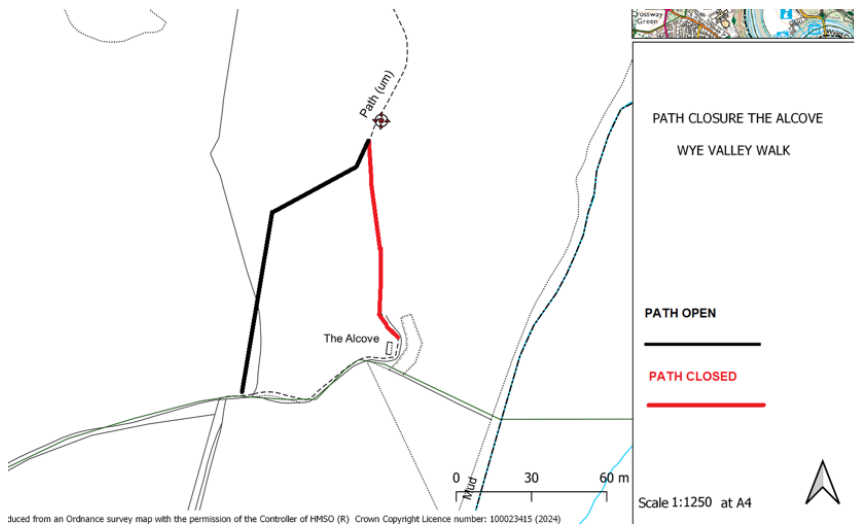 rossway
Green
Path (um)
PATH CLOSURE THE ALCOVE
WYE VALLEY WALK
PATH OPEN
The Alcove
PATH CLOSED
0 30 60 m
Mud
Scale 1:1250 at A4
duced from an Ordnance survey map with the permission of the Controller of HMSO (R) Crown Copyright Licence number: 100023415 (2024)